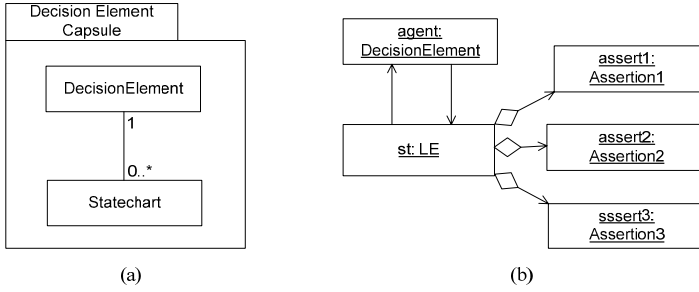 Decision Element
Capsule
DecisionElement
1
0..*
Statechart
(a)
agent:
DecisionElement
st: LE
assert1:
Assertion1
assert2:
Assertion2
sssert3:
Assertion3
(b)